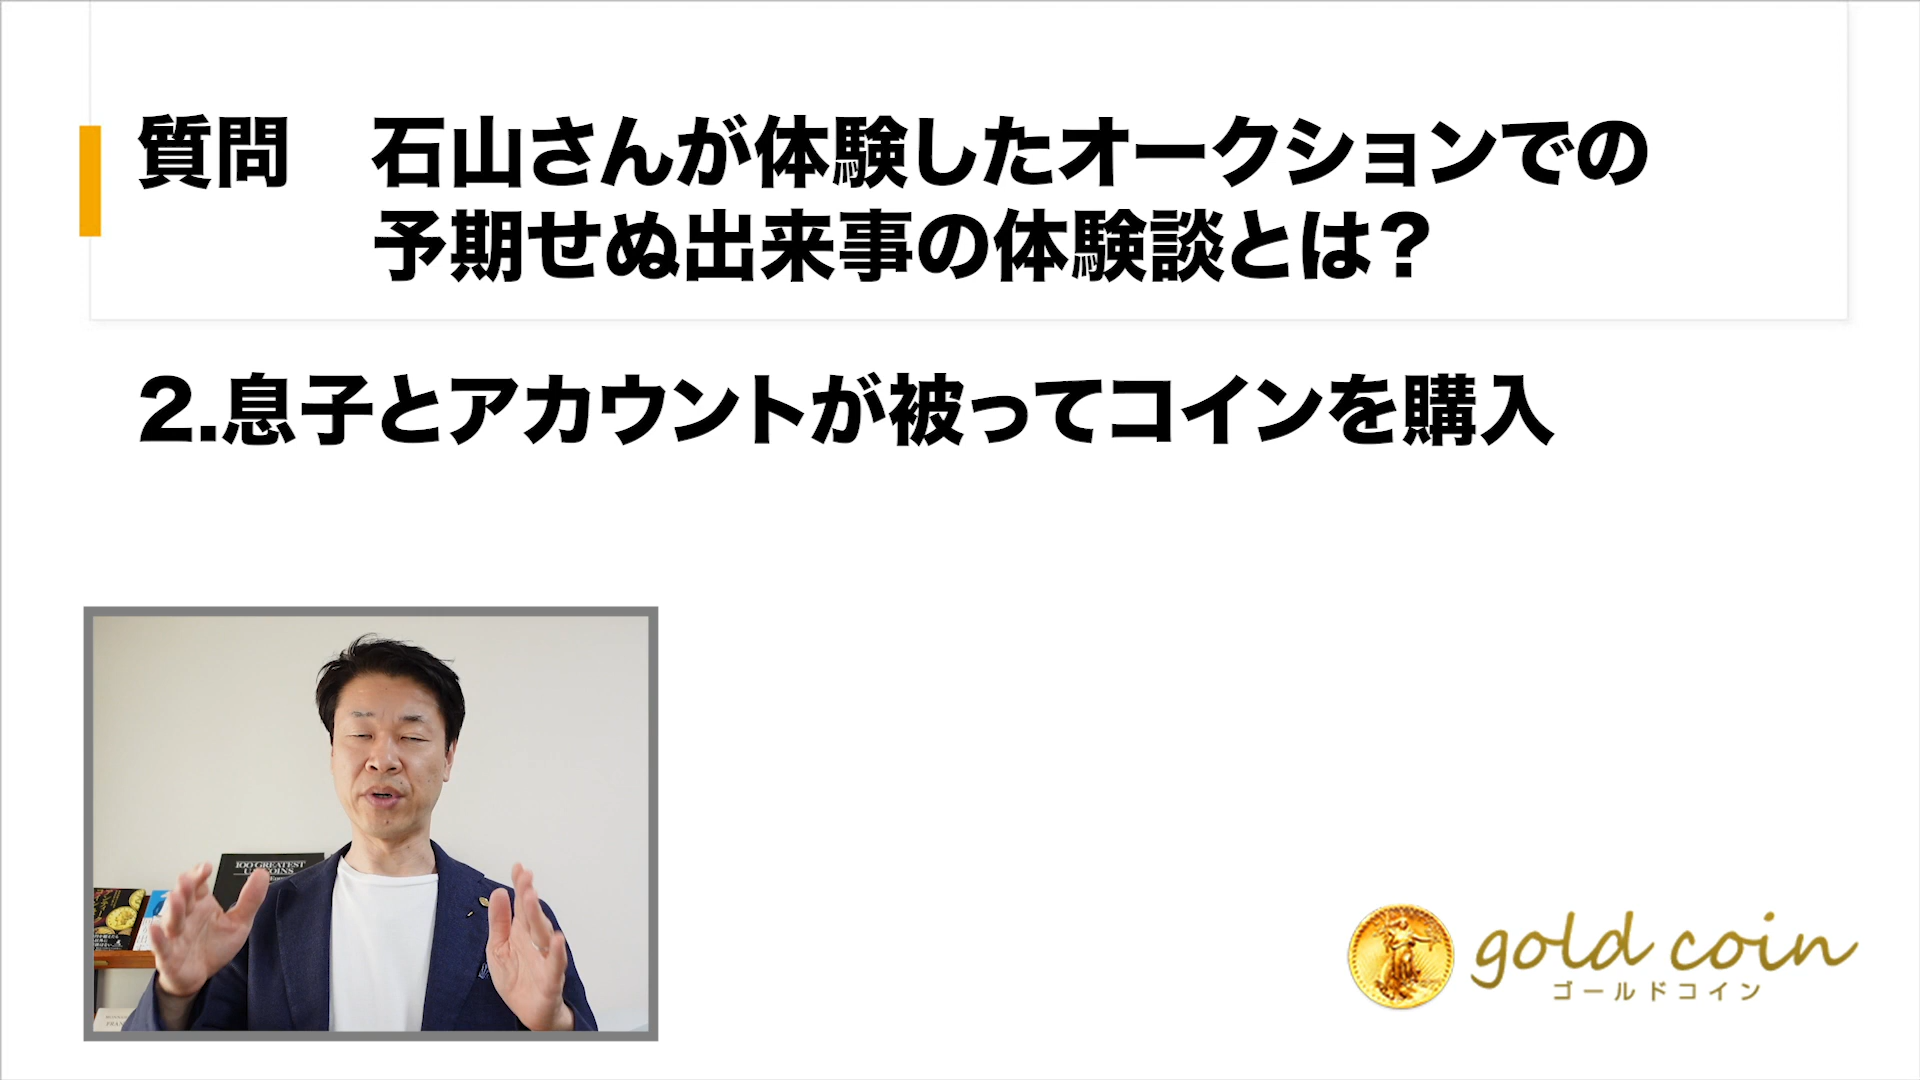 質問　石山さんが体験したオークションでの
予期せぬ出来事の体験談とは？
2.息子とアカウントが被ってコインを購入
100 GREATEST
gold coin
ゴールドコイン